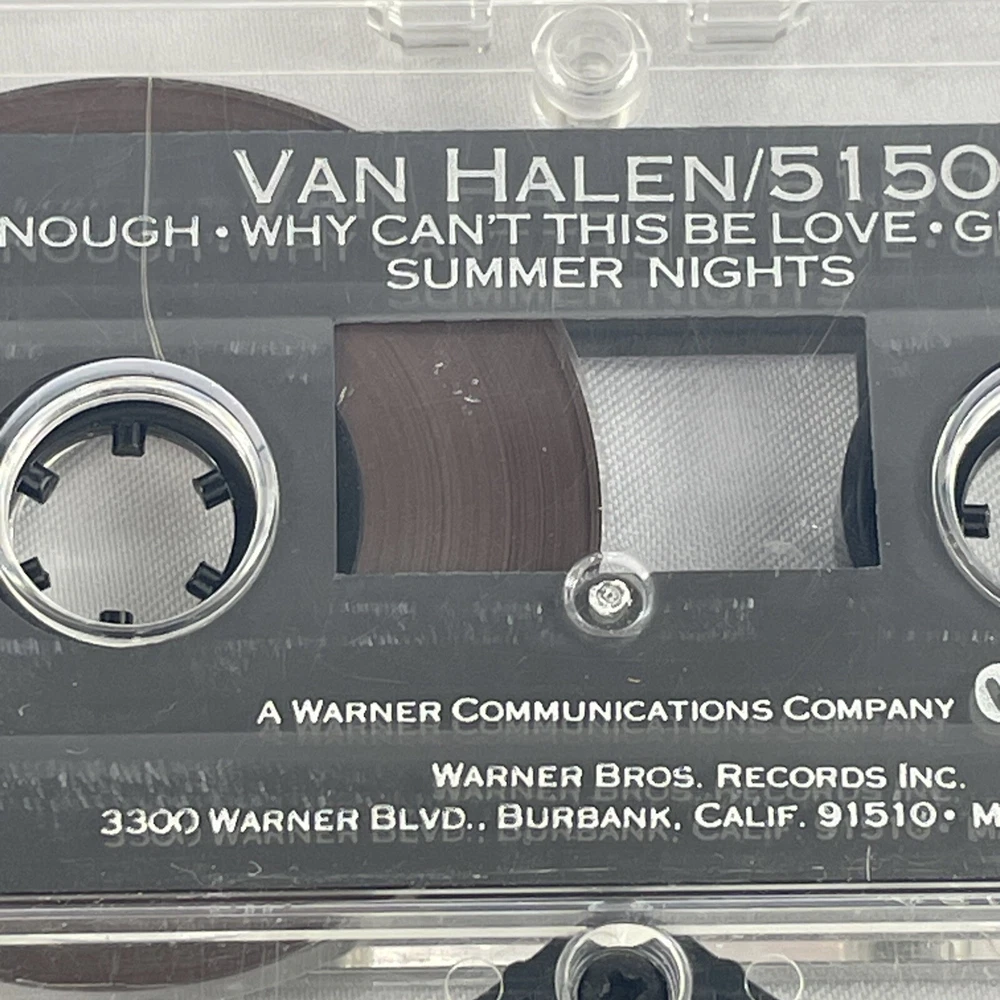 VAN HALEN/5150
NOUGH • WHY CAN'T THIS BE LOVE • G
SUMMER NIGHTS
A WARNER COMMUNICATIONS COMPANY
WARNER BROS. RECORDS INC.
3300 WARNER BLVD., BURBANK, CALIF. 91510 • M